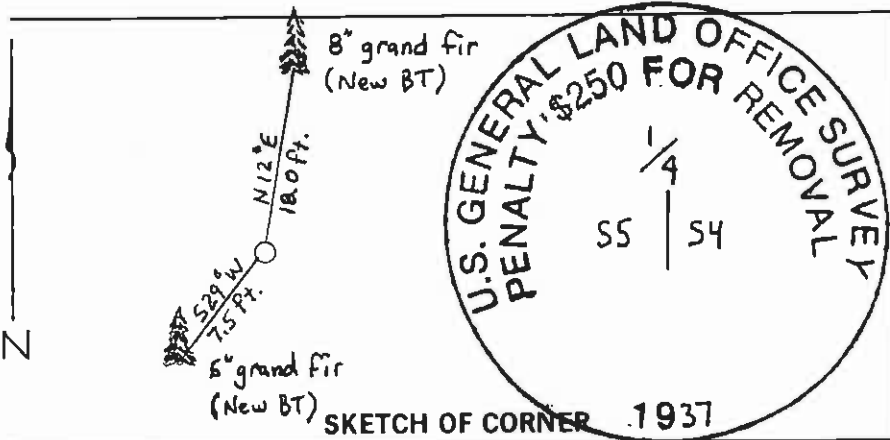 8" grand fir
(New BT)
N12°E
18.0 ft.
S29°W
7.5 ft.
N
6" grand fir
(New BT)
SKETCH OF CORNER
U.S. GENERAL LAND OFFICE SURVEY
PENALTY $250 FOR REMOVAL
1/4
S5 | S4
1937